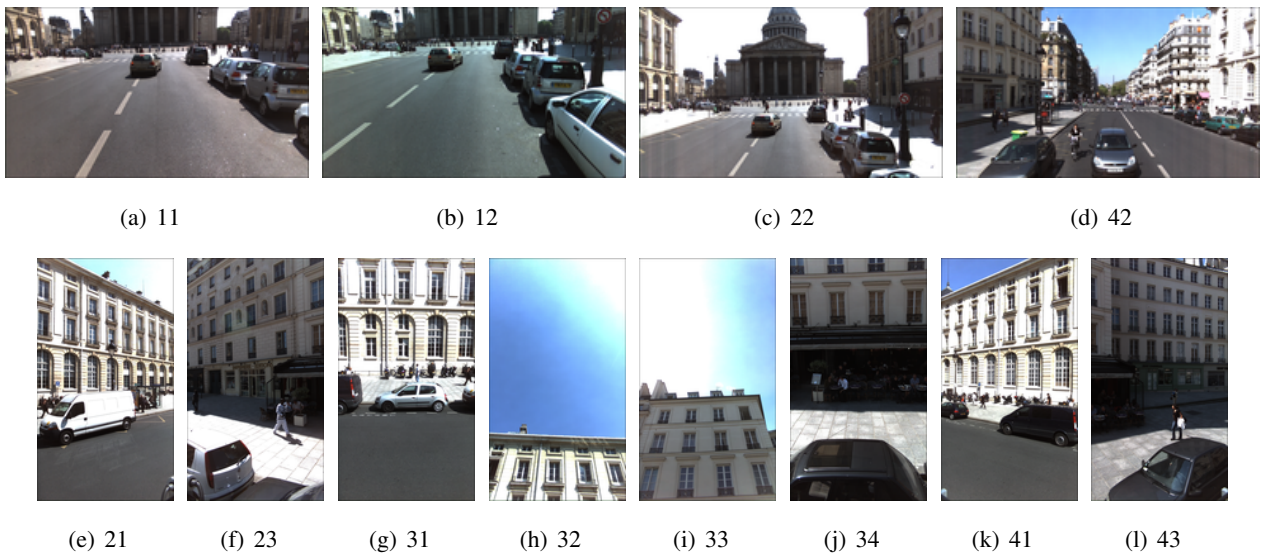 (a) 11
(b) 12
(c) 22
(d) 42
(e) 21
(f) 23
(g) 31
(h) 32
(i) 33
(j) 34
(k) 41
(l) 43